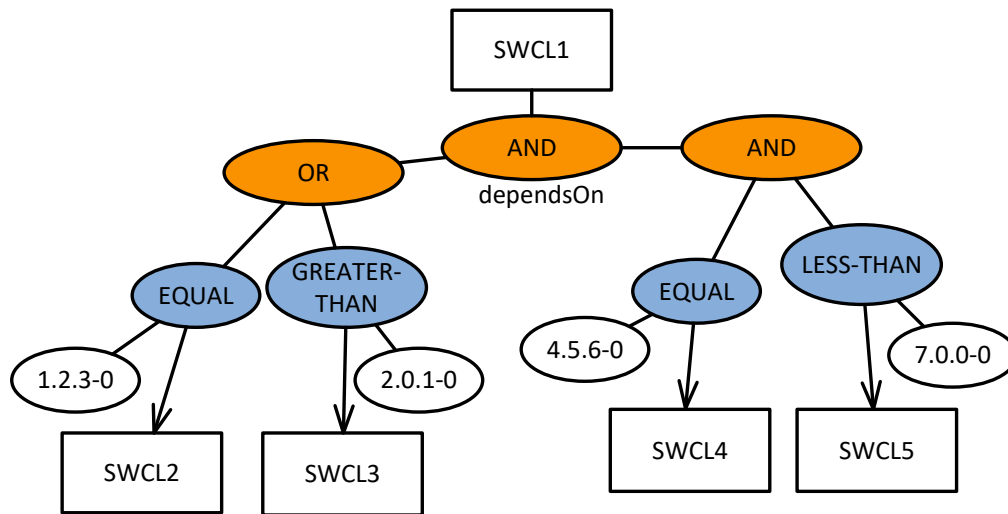 SWCL1
AND
AND
OR
dependsOn
GREATER-
THAN
LESS-THAN
EQUAL
EQUAL
1.2.3-0
2.0.1-0
4.5.6-0
7.0.0-0
SWCL2
SWCL3
SWCL4
SWCL5